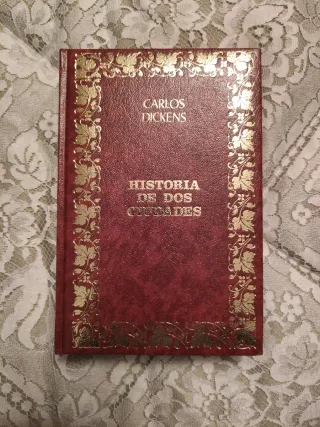 CARLOS
DICKENS
HISTORIA
DE DOS
CIUDADES